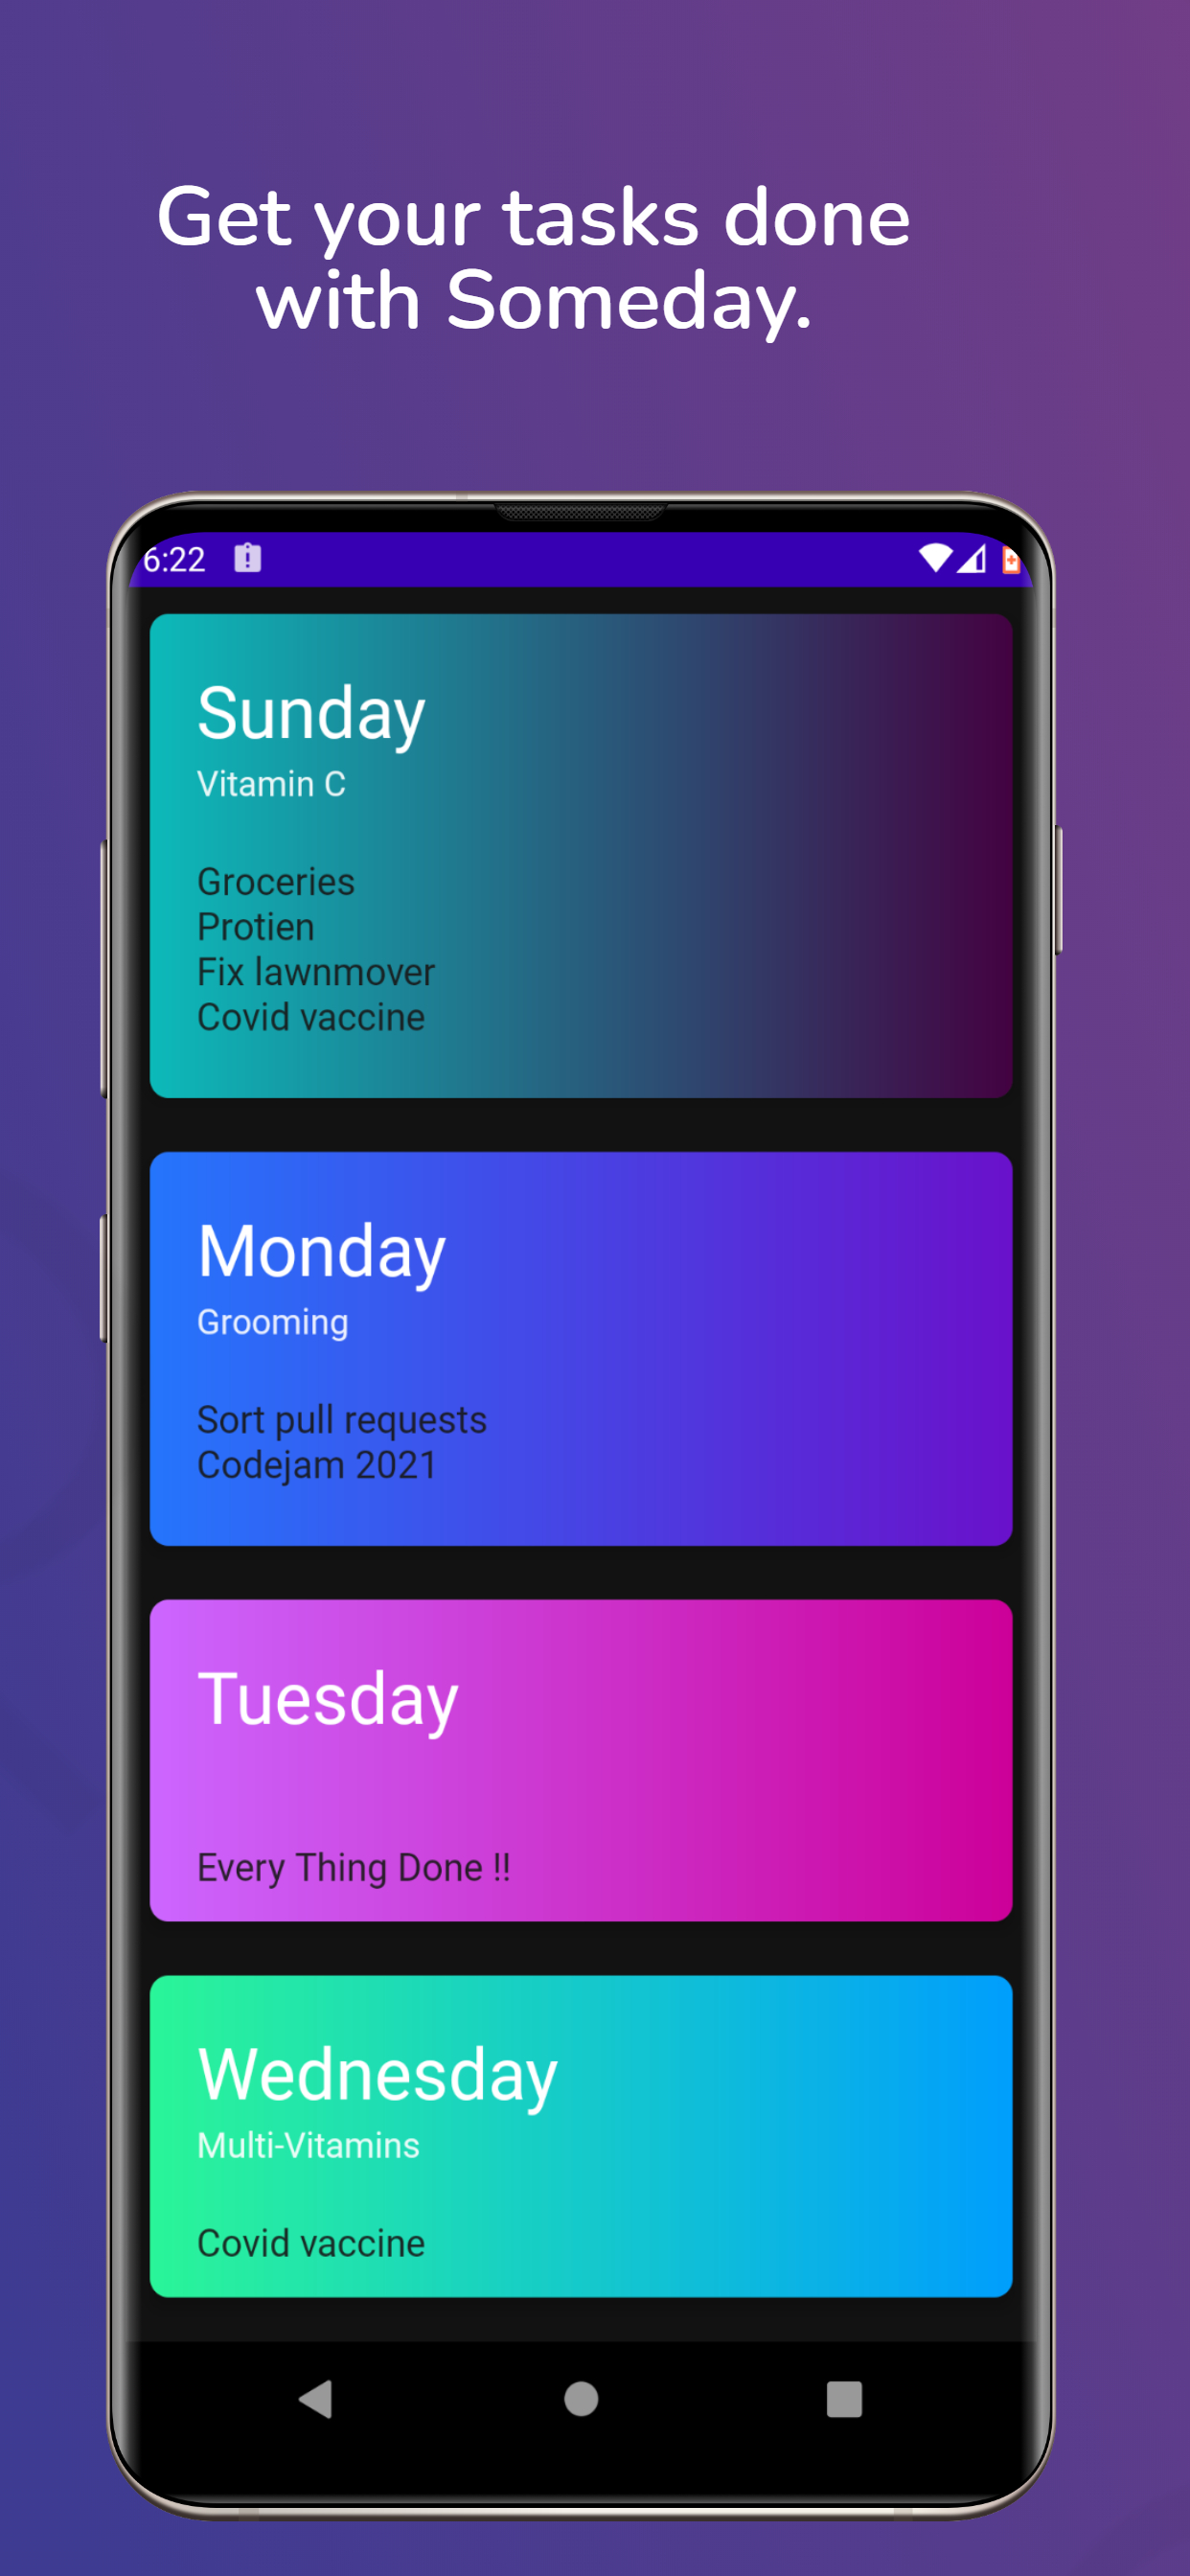 Get your tasks done
with Someday.
6:22
Sunday
Vitamin C
Groceries
Protien
Fix lawnmover
Covid vaccine
Monday
Grooming
Sort pull requests
Codejam 2021
Tuesday
Every Thing Done !!
Wednesday
Multi-Vitamins
Covid vaccine